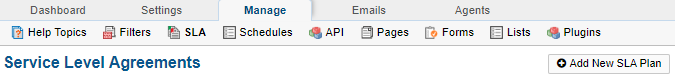 Dashboard Settings Manage Emails Agents
Help Topics Filters SLA Schedules API Pages Forms Lists Plugins
Service Level Agreements Add New SLA Plan